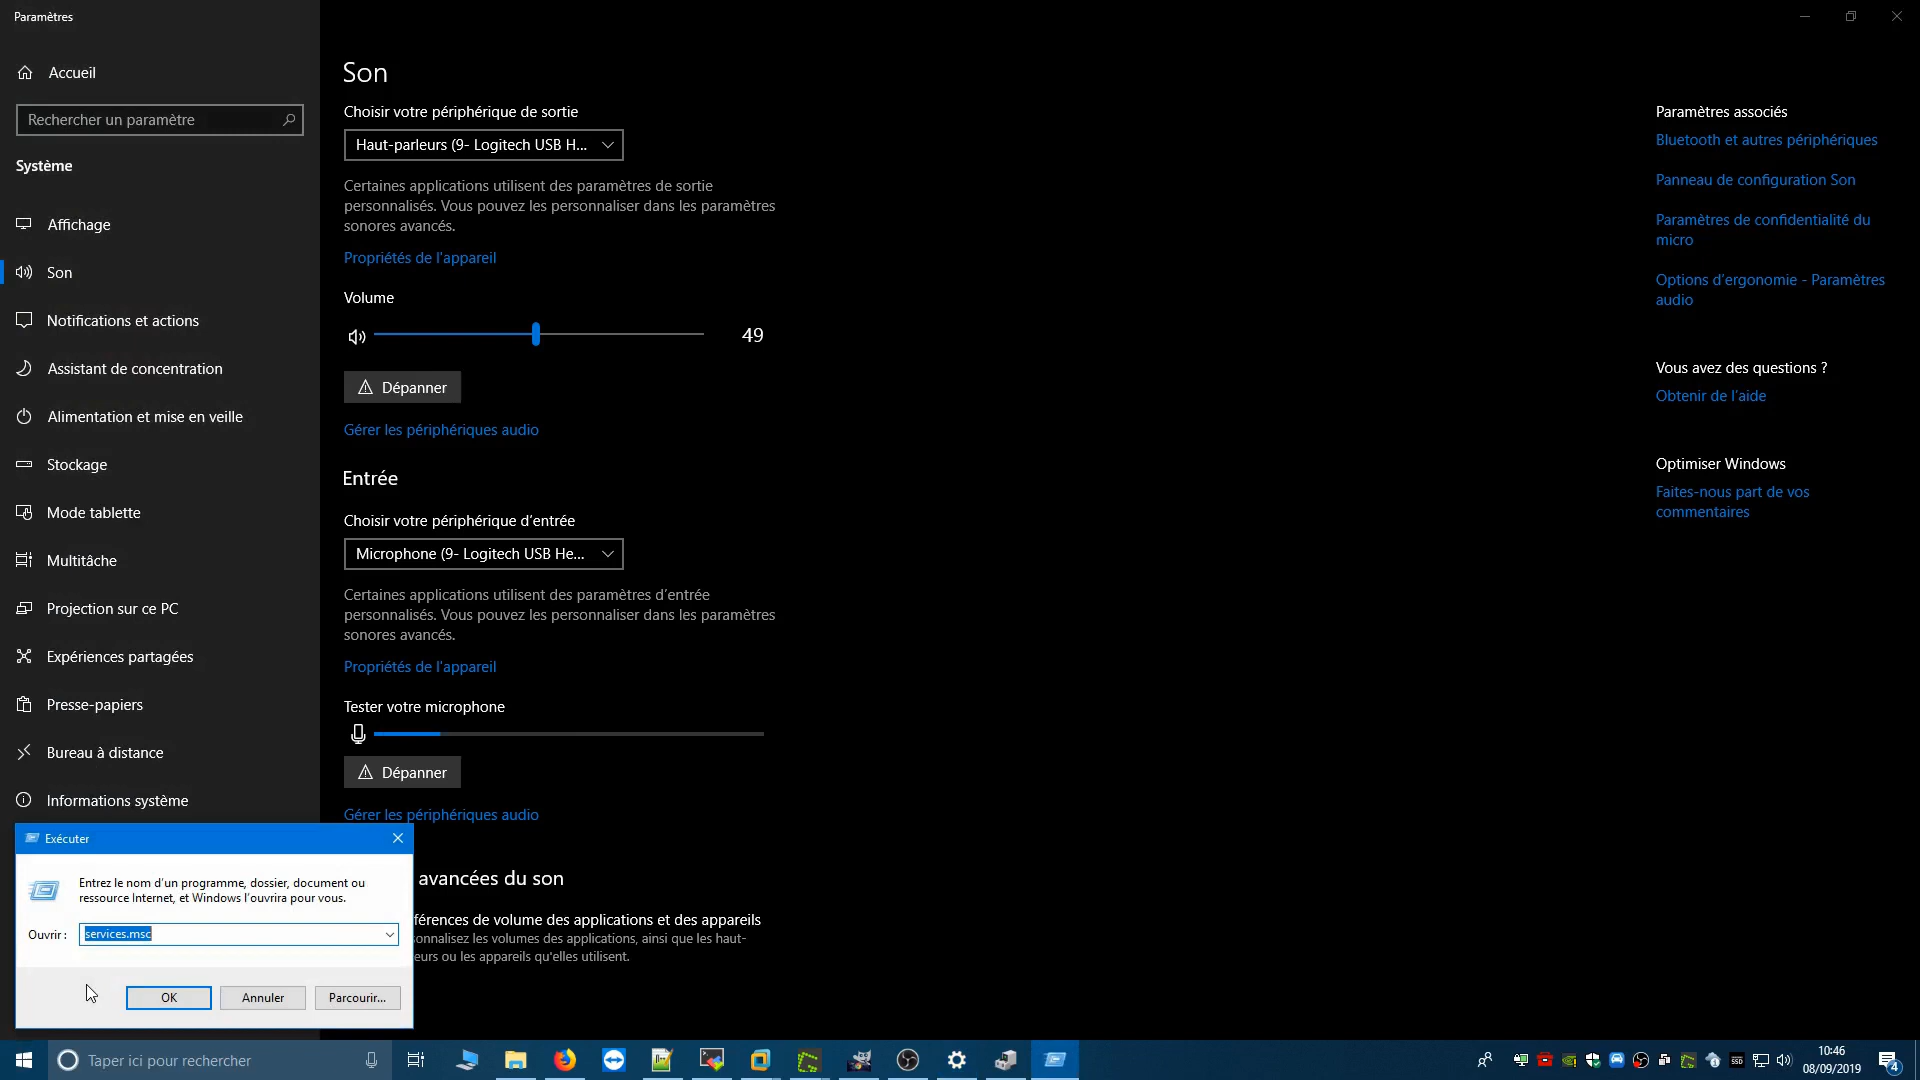 Paramètres
Accueil
Rechercher un paramètre
Système
Affichage
Son
Notifications et actions
Assistant de concentration
Alimentation et mise en veille
Stockage
Mode tablette
Multitâche
Projection sur ce PC
Expériences partagées
Presse-papiers
Bureau à distance
Informations système
Son
Choisir votre périphérique de sortie
Haut-parleurs (9- Logitech USB H...
Certaines applications utilisent des paramètres de sortie
personnalisés. Vous pouvez les personnaliser dans les paramètres
sonores avancés.
Propriétés de l'appareil
Volume
49
Dépanner
Gérer les périphériques audio
Entrée
Choisir votre périphérique d'entrée
Microphone (9- Logitech USB He...
Certaines applications utilisent des paramètres d'entrée
personnalisés. Vous pouvez les personnaliser dans les paramètres
sonores avancés.
Propriétés de l'appareil
Tester votre microphone
Dépanner
Gérer les périphériques audio
avancées du son
férences de volume des applications et des appareils
onnalisez les volumes des applications, ainsi que les haut-
eurs ou les appareils qu'elles utilisent.
Paramètres associés
Bluetooth et autres périphériques
Panneau de configuration Son
Paramètres de confidentialité du
micro
Options d'ergonomie - Paramètres
audio
Vous avez des questions ?
Obtenir de l'aide
Optimiser Windows
Faites-nous part de vos
commentaires
Exécuter
Entrez le nom d'un programme, dossier, document ou
ressource Internet, et Windows l'ouvrira pour vous.
Ouvrir :
services.msc
OK
Annuler
Parcourir...
Taper ici pour rechercher
SSD
10:46
08/09/2019
4